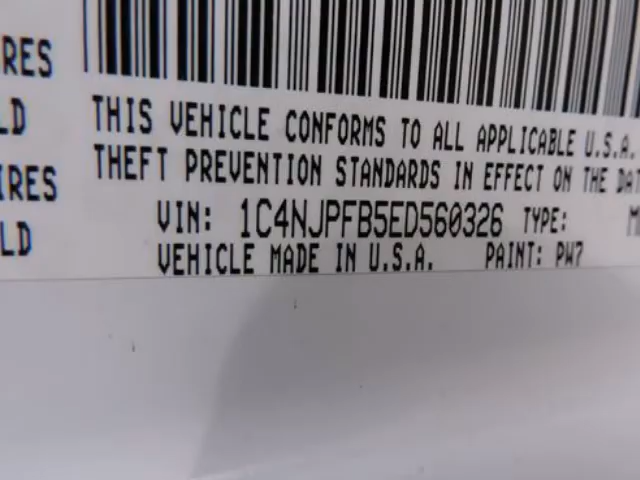 RES
LD
THIS VEHICLE CONFORMS TO ALL APPLICABLE U.S.A.
THEFT PREVENTION STANDARDS IN EFFECT ON THE DAT
IRES
VIN: 1C4NJPFB5ED560326 TYPE: M
LD
VEHICLE MADE IN U.S.A. PAINT: PW7